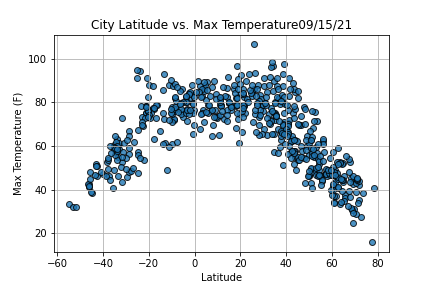 City Latitude vs. Max Temperature09/15/21
Max Temperature (F)
100
80
60
40
20
−60 −40 −20 0 20 40 60 80
Latitude